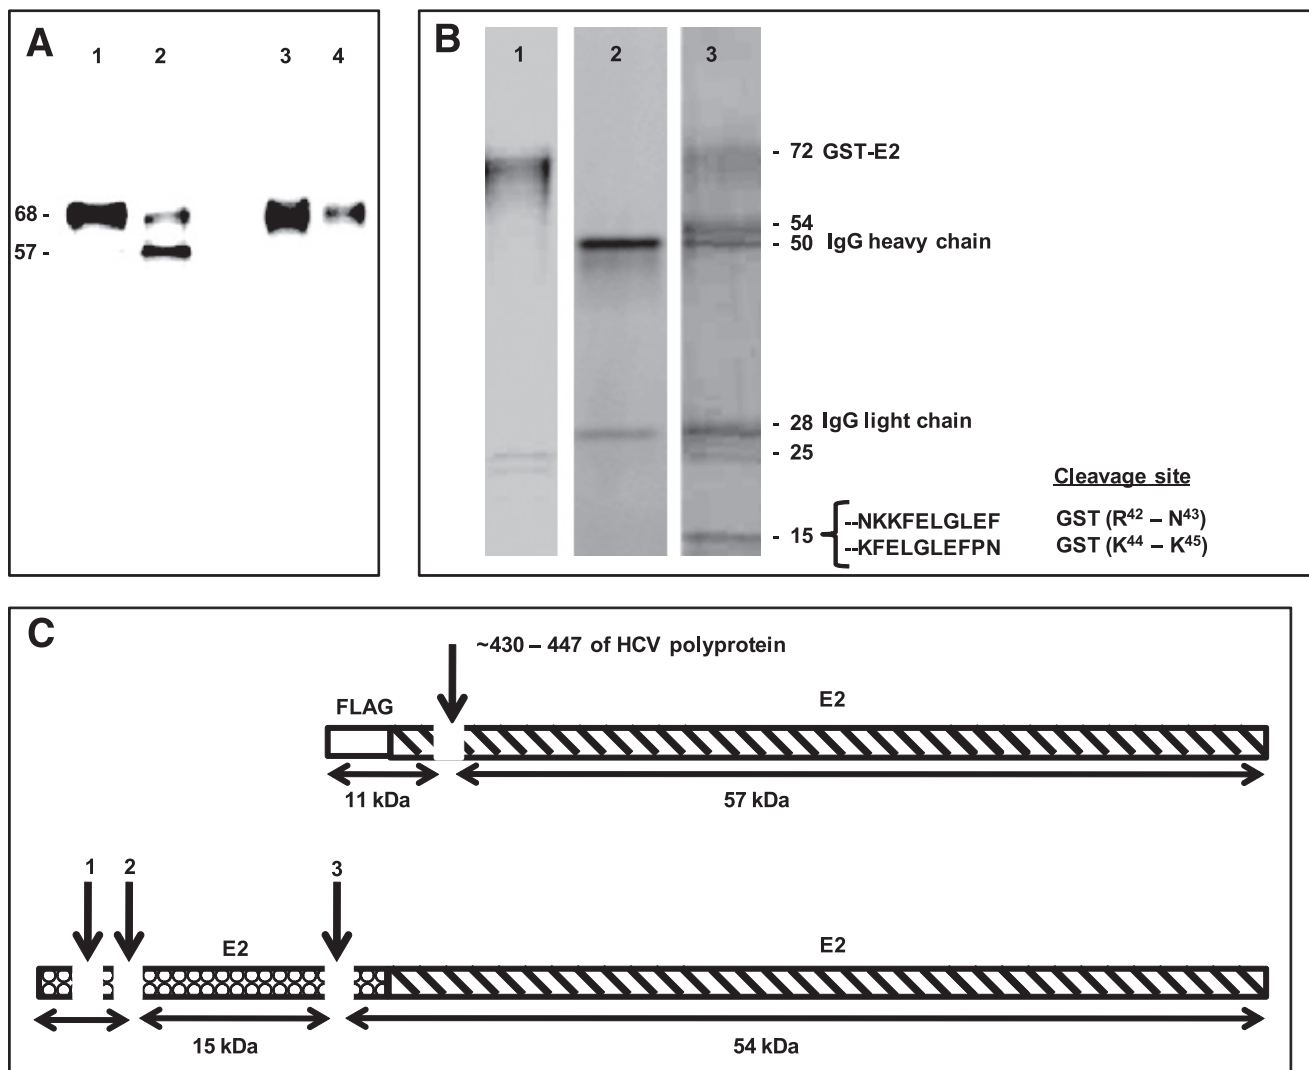 A
1 2 3 4
68 -
57 -
B
1 2 3
- 72 GST-E2
- 54
- 50 IgG heavy chain
- 28 IgG light chain
- 25
Cleavage site
- 15 --NKKFELGLEF GST (R42 – N43)
--KFELGLEFPN GST (K44 – K45)
C
~430 – 447 of HCV polyprotein
FLAG E2
11 kDa 57 kDa
1 2 3
E2 E2
15 kDa 54 kDa